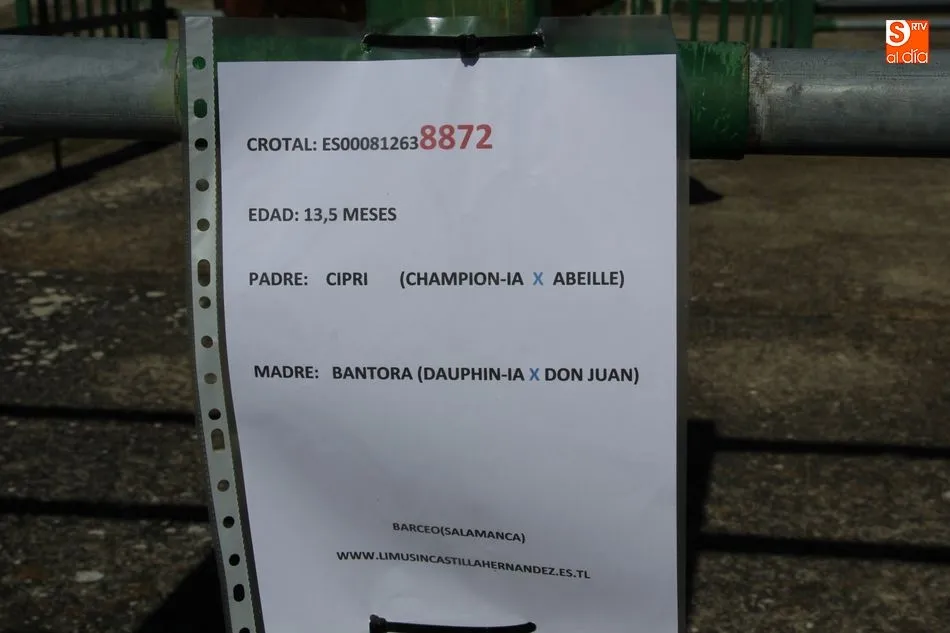 S RTV
al día
CROTAL: ES000812638872
EDAD: 13,5 MESES
PADRE: CIPRI (CHAMPION-IA X ABEILLE)
MADRE: BANTORA (DAUPHIN-IA X DON JUAN)
BARCEO(SALAMANCA)
WWW.LIMUSINCASTILLAHERNANDEZ.ES.TL